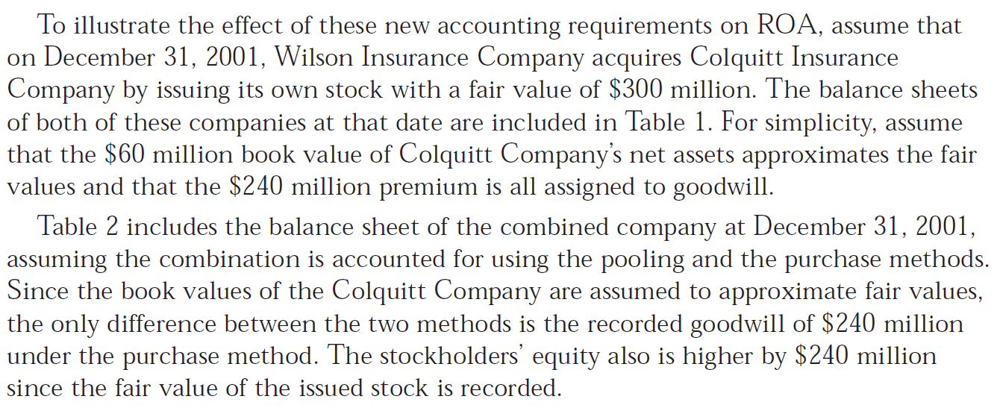 To illustrate the effect of these new accounting requirements on ROA, assume that
on December 31, 2001, Wilson Insurance Company acquires Colquitt Insurance
Company by issuing its own stock with a fair value of $300 million. The balance sheets
of both of these companies at that date are included in Table 1. For simplicity, assume
that the $60 million book value of Colquitt Company’s net assets approximates the fair
values and that the $240 million premium is all assigned to goodwill.
Table 2 includes the balance sheet of the combined company at December 31, 2001,
assuming the combination is accounted for using the pooling and the purchase methods.
Since the book values of the Colquitt Company are assumed to approximate fair values,
the only difference between the two methods is the recorded goodwill of $240 million
under the purchase method. The stockholders’ equity also is higher by $240 million
since the fair value of the issued stock is recorded.